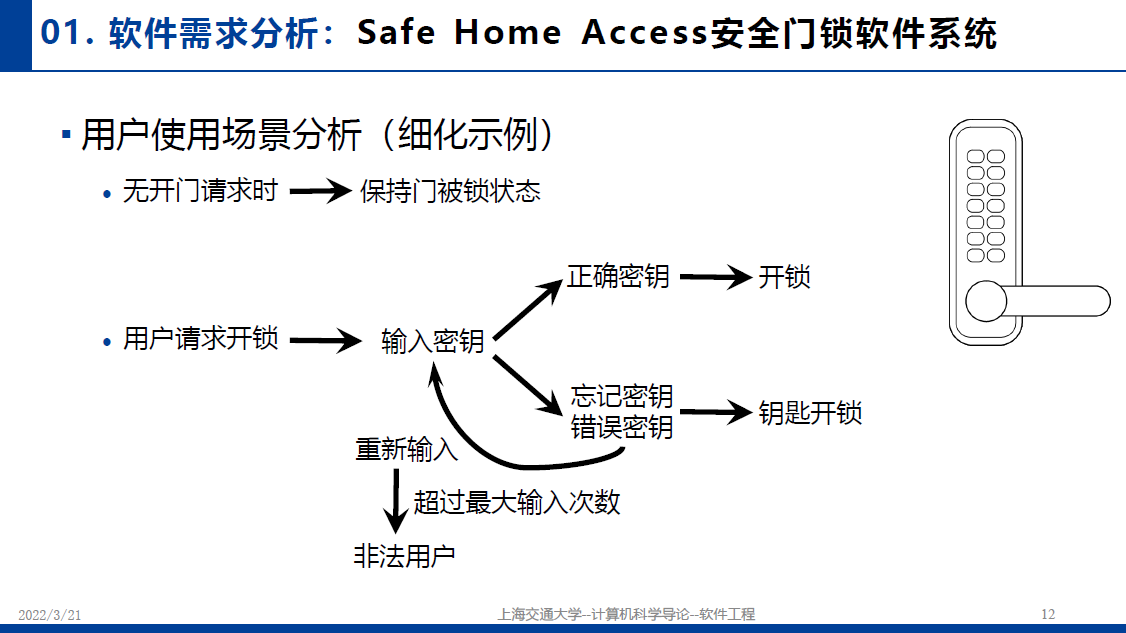 01. 软件需求分析：Safe Home Access安全门锁软件系统
用户使用场景分析（细化示例）
无开门请求时
保持门被锁状态
正确密钥
开锁
用户请求开锁
输入密钥
忘记密钥
错误密钥
钥匙开锁
重新输入
超过最大输入次数
非法用户
2022/3/21
上海交通大学--计算机科学导论--软件工程
12